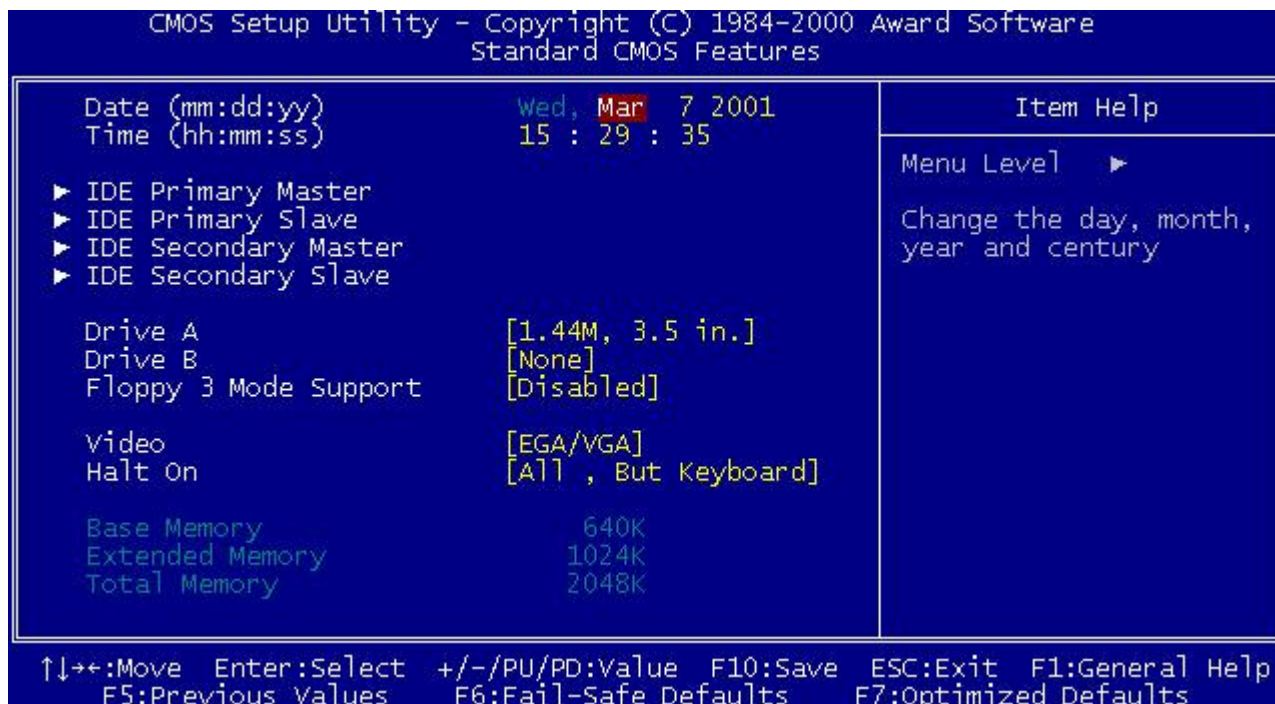 CMOS Setup Utility – Copyright (C) 1984-2000 Award Software
Standard CMOS Features
Date (mm:dd:yy) Wed, Mar 7 2001
Time (hh:mm:ss) 15 : 29 : 35
► IDE Primary Master
► IDE Primary Slave
► IDE Secondary Master
► IDE Secondary Slave
Drive A [1.44M, 3.5 in.]
Drive B [None]
Floppy 3 Mode Support [Disabled]
Video [EGA/VGA]
Halt On [All , But Keyboard]
Base Memory 640K
Extended Memory 1024K
Total Memory 2048K
Item Help
Menu Level ►
Change the day, month,
year and century
↑↓→←:Move Enter:Select +/-/PU/PD:Value F10:Save ESC:Exit F1:General Help
F5:Previous Values F6:Fail-Safe Defaults F7:Optimized Defaults